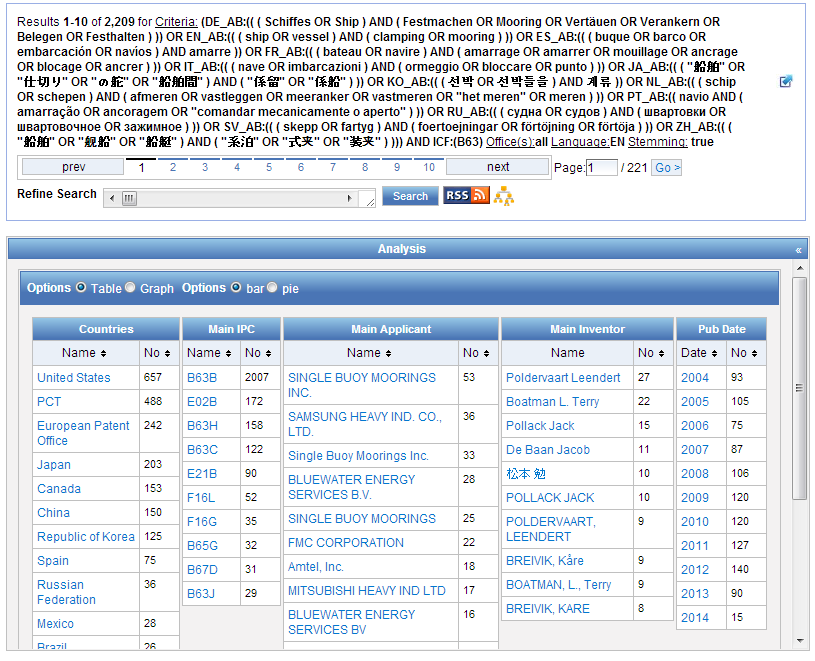 Results 1-10 of 2,209 for Criteria: (DE_AB:(( ( Schiffes OR Ship ) AND ( Festmachen OR Mooring OR Vertäuen OR Verankern OR
Belegen OR Festhalten ) )) OR EN_AB:(( ( ship OR vessel ) AND ( clamping OR mooring ) )) OR ES_AB:(( ( buque OR barco OR
embarcación OR navíos ) AND amarre )) OR FR_AB:(( ( bateau OR navire ) AND ( amarrage OR amarrer OR mouillage OR ancrage
OR blocage OR ancrer ) )) OR IT_AB:(( ( nave OR imbarcazioni ) AND ( ormeggio OR bloccare OR punto ) )) OR JA_AB:(( ( "船舶" OR
"仕切り" OR "の舵" OR "船舶間" ) AND ( "係留" OR "係船" ) )) OR KO_AB:(( ( 선박 OR 선박들을 ) AND 계류 )) OR NL_AB:(( ( schip
OR schepen ) AND ( afmeren OR vastleggen OR meeranker OR vastmeren OR "het meren" OR meren ) )) OR PT_AB:(( navio AND (
amarração OR ancoragem OR "comandar mecanicamente o aperto" ) )) OR RU_AB:(( ( судна OR судов ) AND ( швартовки OR
швартовочное OR зажимное ) )) OR SV_AB:(( ( skepp OR fartyg ) AND ( foertoejningar OR förtöjning OR förtöja ) )) OR ZH_AB:(( (
"船舶" OR "舰船" OR "船艇" ) AND ( "系泊" OR "式夹" OR "装夹" ) ))) AND ICF:(B63) Office(s):all Language:EN Stemming: true
prev 1 2 3 4 5 6 7 8 9 10 next Page: 1 / 221 Go >
Refine Search Search RSS
Analysis «
Options Table Graph Options bar pie
Countries Main IPC Main Applicant Main Inventor Pub Date
Name No Name No Name No Name No Date No
United States 657
PCT 488
European Patent
Office 242
Japan 203
Canada 153
China 150
Republic of Korea 125
Spain 75
Russian
Federation 36
Mexico 28
Brazil 26
B63B 2007
E02B 172
B63H 158
B63C 122
E21B 90
F16L 52
F16G 35
B65G 32
B67D 31
B63J 29
SINGLE BUOY MOORINGS
INC. 53
SAMSUNG HEAVY IND. CO.,
LTD. 36
Single Buoy Moorings Inc. 33
BLUEWATER ENERGY
SERVICES B.V. 28
SINGLE BUOY MOORINGS 25
FMC CORPORATION 22
Amtel, Inc. 18
MITSUBISHI HEAVY IND LTD 17
BLUEWATER ENERGY
SERVICES BV 16
Poldervaart Leendert 27
Boatman L. Terry 22
Pollack Jack 15
De Baan Jacob 11
松本 勉 10
POLLACK JACK 10
POLDERVAART,
LEENDERT 9
BREIVIK, Kåre 9
BOATMAN, L., Terry 9
BREIVIK, KARE 8
2004 93
2005 105
2006 75
2007 87
2008 106
2009 120
2010 120
2011 127
2012 140
2013 90
2014 15